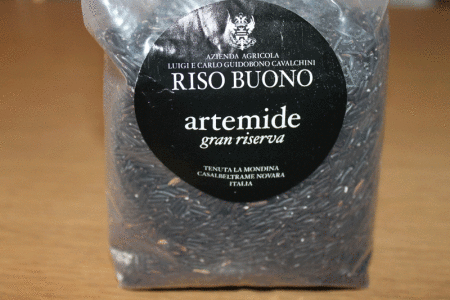 AZIENDA AGRICOLA
LUIGI E CARLO GUIDOBONO CAVALCHINI
RISO BUONO
artemide
gran riserva
TENUTA LA MONDINA
CASALBELTRAME NOVARA
ITALIA